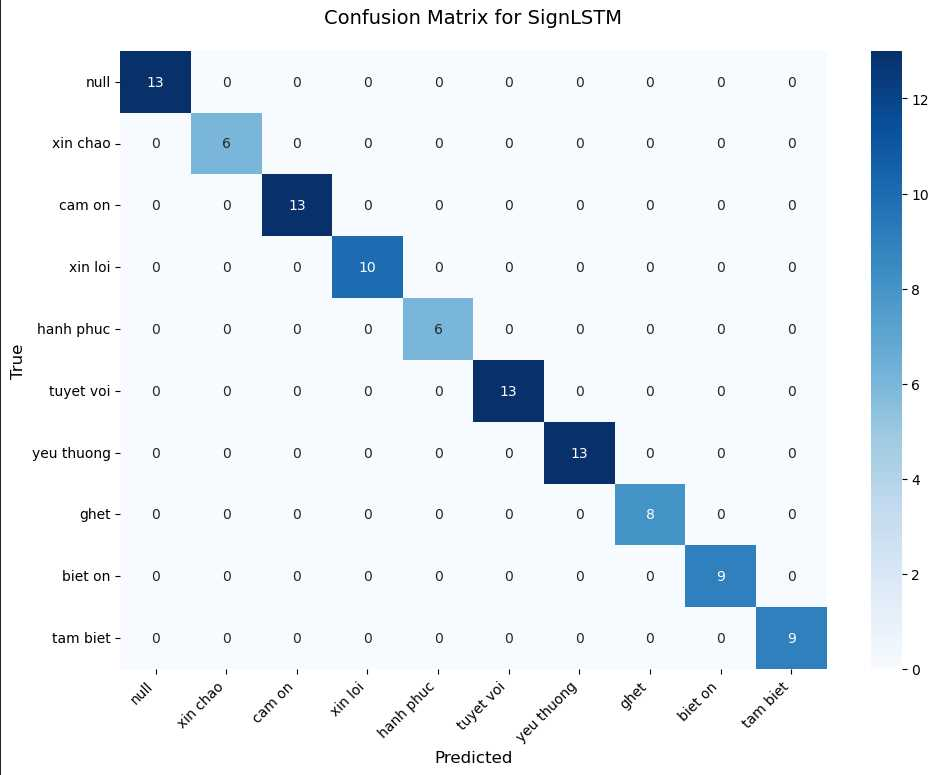 Confusion Matrix for SignLSTM
null 13 0 0 0 0 0 0 0 0 0
xin chao 0 6 0 0 0 0 0 0 0 0
cam on 0 0 13 0 0 0 0 0 0 0
xin loi 0 0 0 10 0 0 0 0 0 0
hanh phuc 0 0 0 0 6 0 0 0 0 0
tuyet voi 0 0 0 0 0 13 0 0 0 0
yeu thuong 0 0 0 0 0 0 13 0 0 0
ghet 0 0 0 0 0 0 0 8 0 0
biet on 0 0 0 0 0 0 0 0 9 0
tam biet 0 0 0 0 0 0 0 0 0 9
True
null xin chao cam on xin loi hanh phuc tuyet voi yeu thuong ghet biet on tam biet
Predicted
12
10
8
6
4
2
0